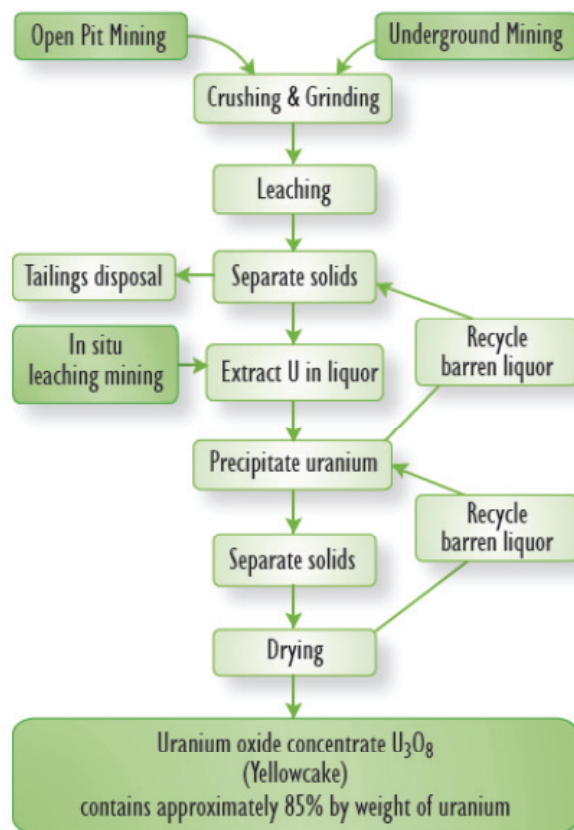 Open Pit Mining
Underground Mining
Crushing & Grinding
Leaching
Tailings disposal
Separate solids
In situ
leaching mining
Extract U in liquor
Recycle
barren liquor
Precipitate uranium
Recycle
barren liquor
Separate solids
Drying
Uranium oxide concentrate U₃O₈
(Yellowcake)
contains approximately 85% by weight of uranium